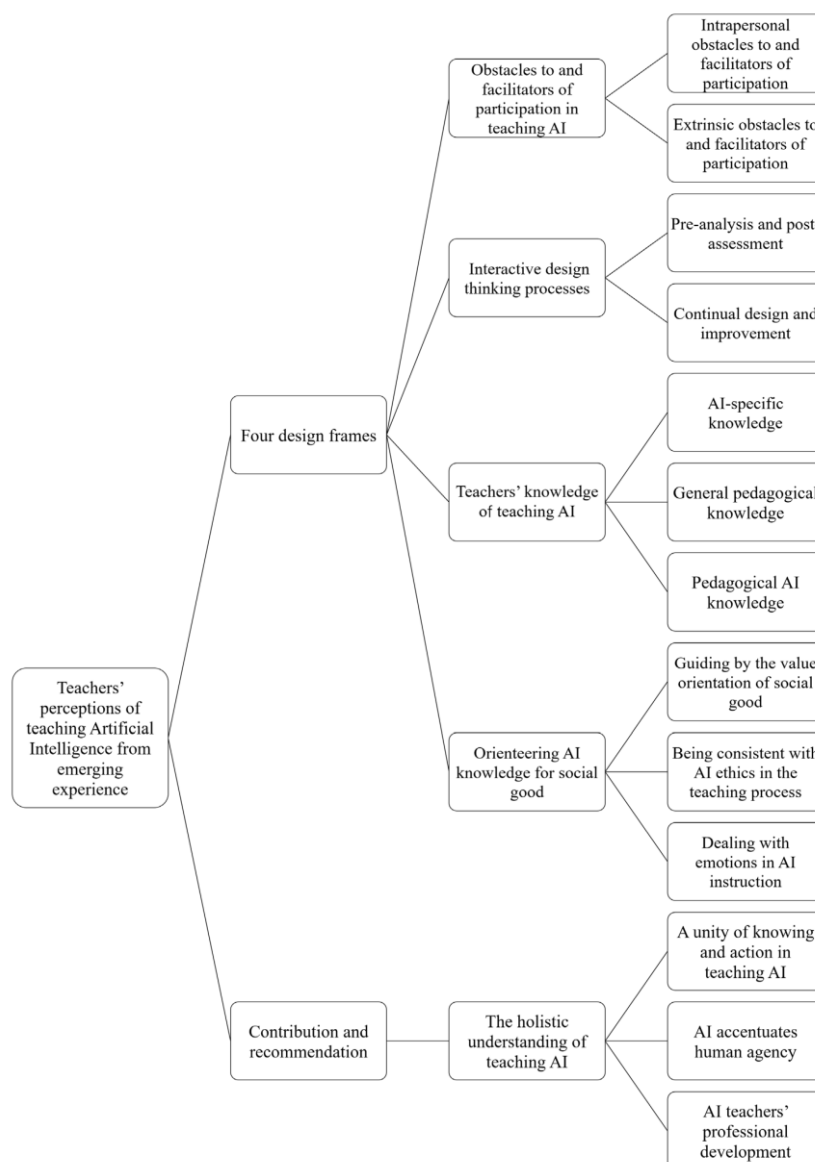 Intrapersonal
obstacles to and
facilitators of
participation
Obstacles to and
facilitators of
participation in
teaching AI
Extrinsic obstacles to
and facilitators of
participation
Pre-analysis and post-
assessment
Interactive design
thinking processes
Continual design and
improvement
AI-specific
knowledge
Four design frames
Teachers’ knowledge
of teaching AI
General pedagogical
knowledge
Pedagogical AI
knowledge
Guiding by the value
orientation of social
good
Teachers’
perceptions of
teaching Artificial
Intelligence from
emerging
experience
Orienteering AI
knowledge for social
good
Being consistent with
AI ethics in the
teaching process
Dealing with
emotions in AI
instruction
A unity of knowing
and action in
teaching AI
Contribution and
recommendation
The holistic
understanding of
teaching AI
AI accentuates
human agency
AI teachers’
professional
development